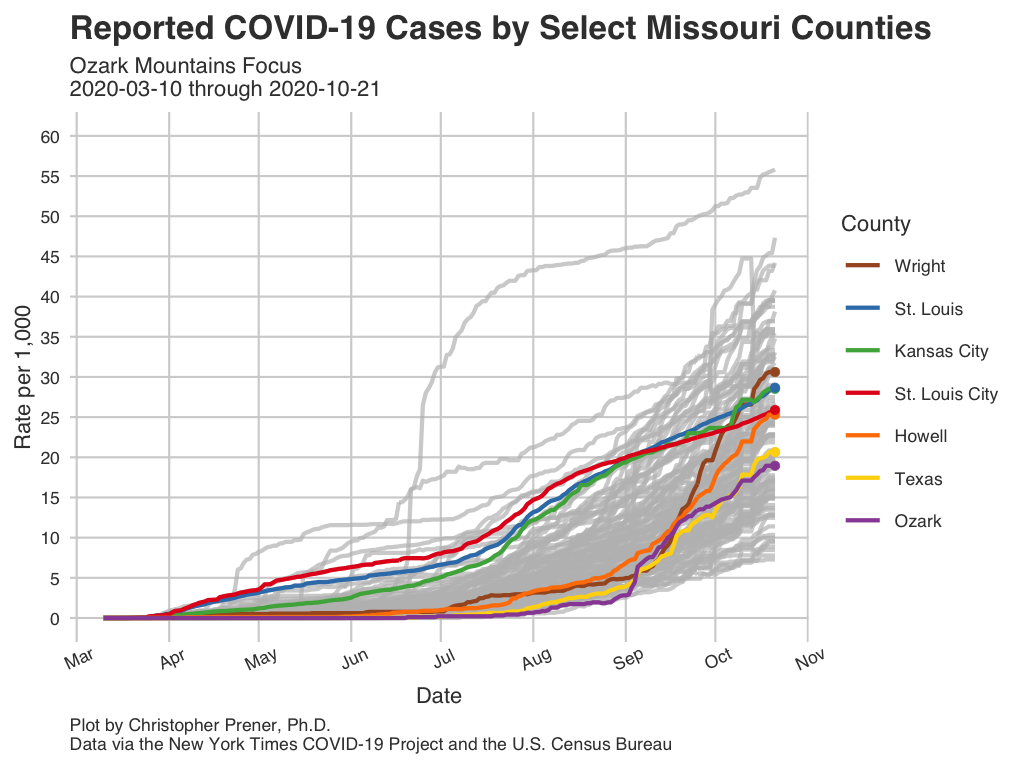 Reported COVID-19 Cases by Select Missouri Counties
Ozark Mountains Focus
2020-03-10 through 2020-10-21
Rate per 1,000
60
55
50
45
40
35
30
25
20
15
10
5
0
Mar
Apr
May
Jun
Jul
Aug
Sep
Oct
Nov
Date
County
Wright
St. Louis
Kansas City
St. Louis City
Howell
Texas
Ozark
Plot by Christopher Prener, Ph.D.
Data via the New York Times COVID-19 Project and the U.S. Census Bureau